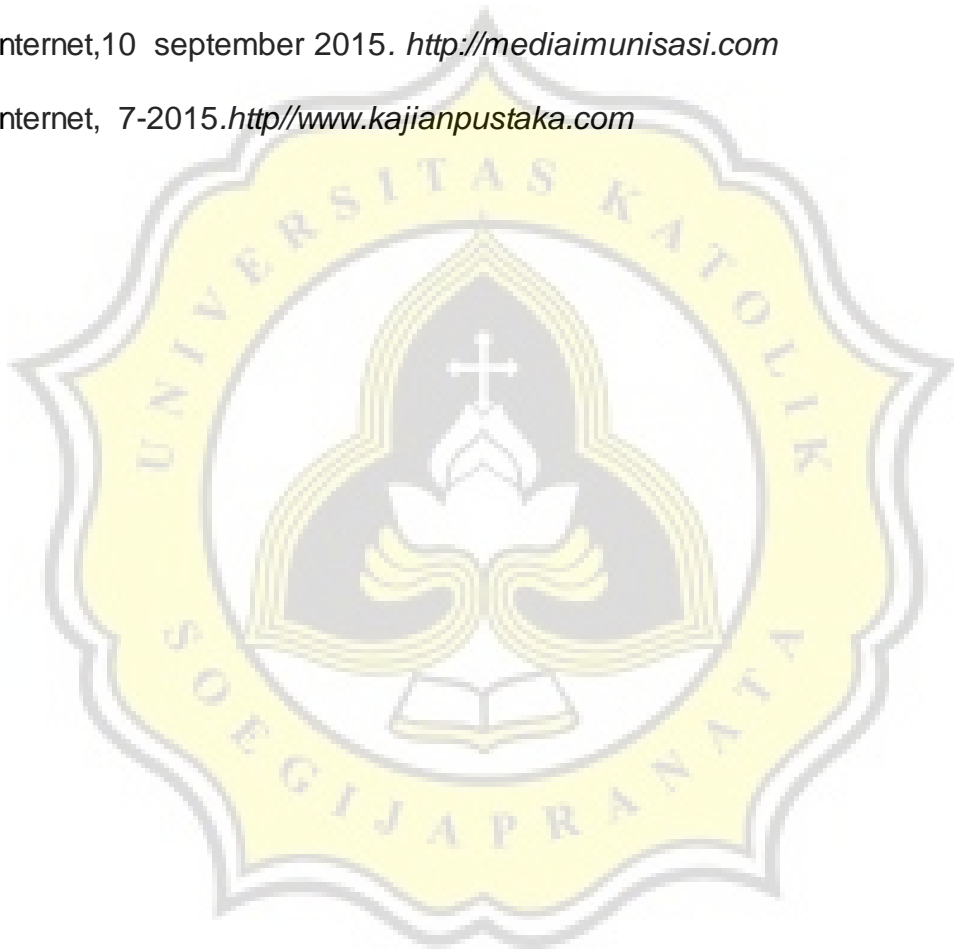 nternet,10 september 2015. http://mediaimunisasi.com
nternet, 7-2015.http//www.kajianpustaka.com
UNIVERSITAS KATOLIK
SOEGIJAPRANATA